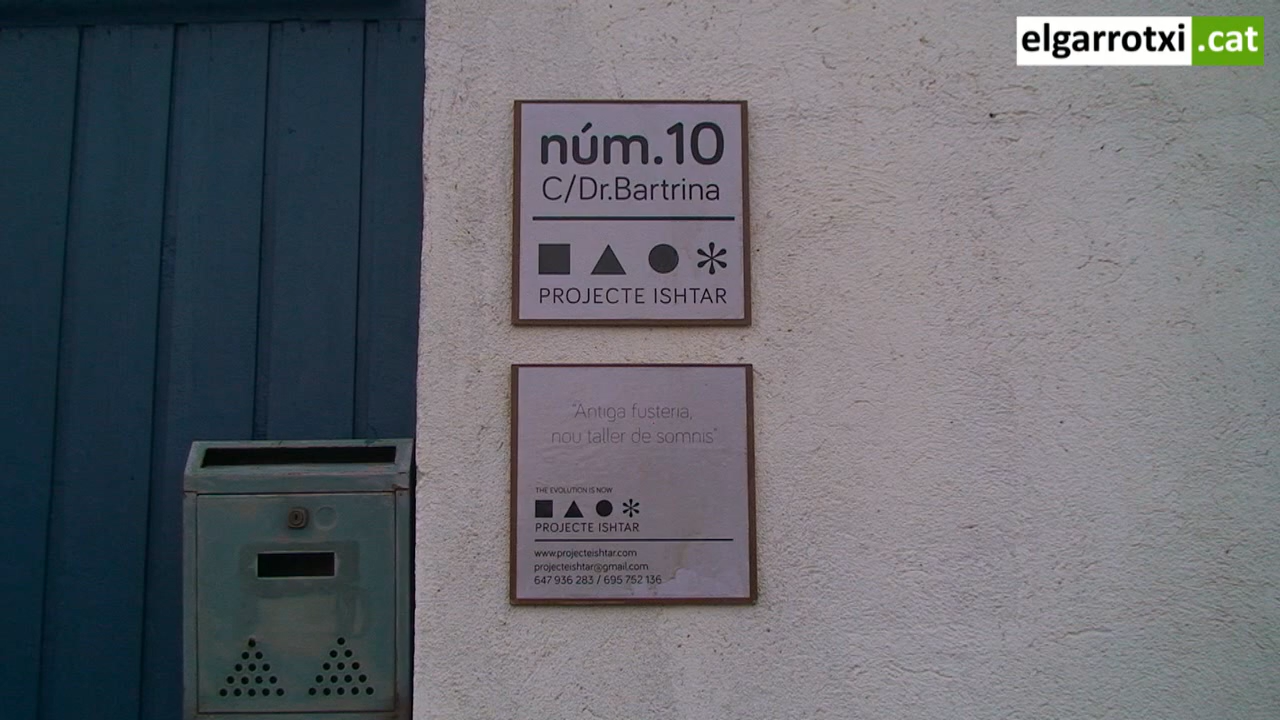 elgarrotxi.cat
núm.10
C/Dr.Bartrina
PROJECTE ISHTAR
"Antiga fusteria,
nou taller de somnis"
THE EVOLUTION IS NOW
PROJECTE ISHTAR
www.projecteishtar.com
projecteishtar@gmail.com
647 936 283 / 695 752 136